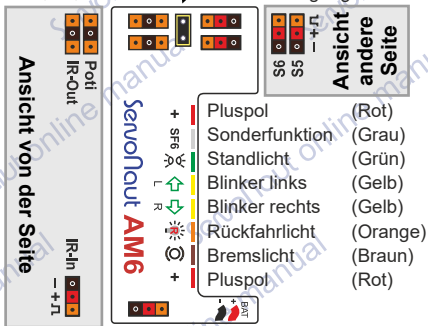 Poti
IR-Out
Ansicht von der Seite
IR-In
– + ⎍
ServoNaut AM6
+
SF6
L
R
+
Pluspol (Rot)
Sonderfunktion (Grau)
Standlicht (Grün)
Blinker links (Gelb)
Blinker rechts (Gelb)
Rückfahrlicht (Orange)
Bremslicht (Braun)
Pluspol (Rot)
R
- + BAT
S6
S5
– + ⎍
Ansicht
andere
Seite